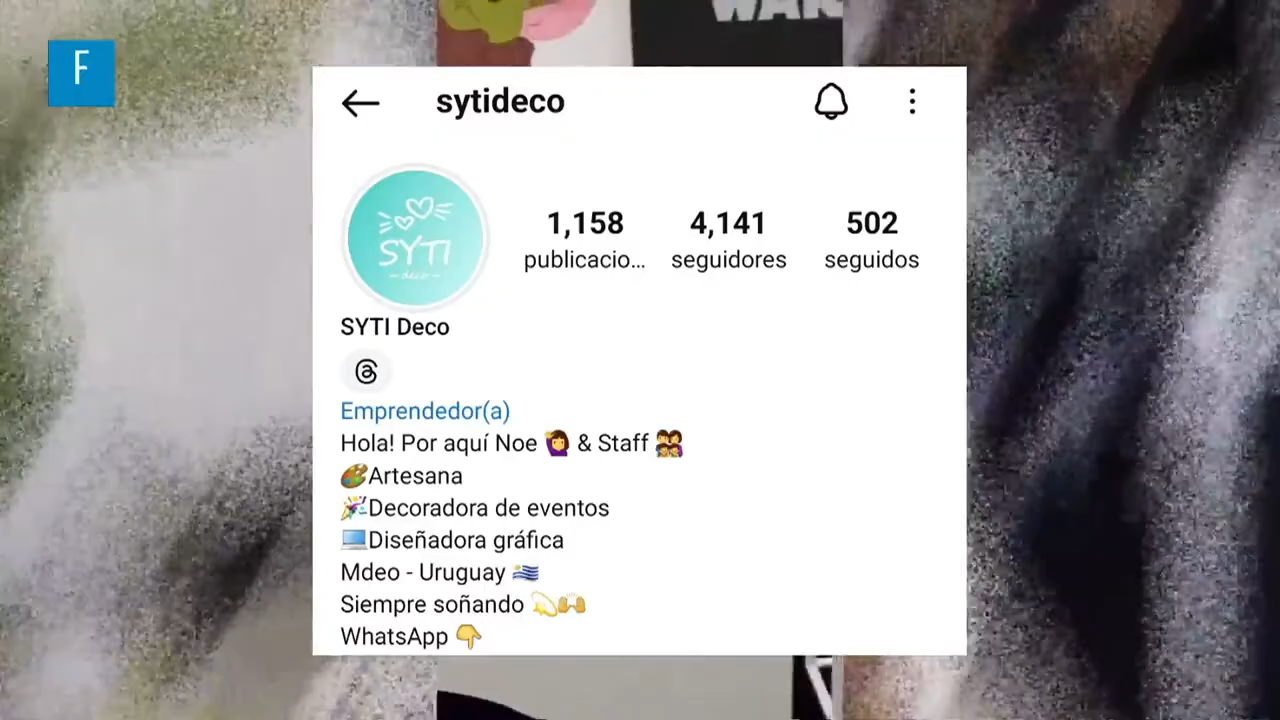 F
sytideco
SYTI
deco
1,158
4,141
502
publicacio...
seguidores
seguidos
SYTI Deco
Emprendedor(a)
Hola! Por aquí Noe 🙋‍♀️ & Staff 👩‍👩‍👧‍👦
🎨Artesana
🎉Decoradora de eventos
💻Diseñadora gráfica
Mdeo - Uruguay 🇺🇾
Siempre soñando 💫🙌
WhatsApp 👇